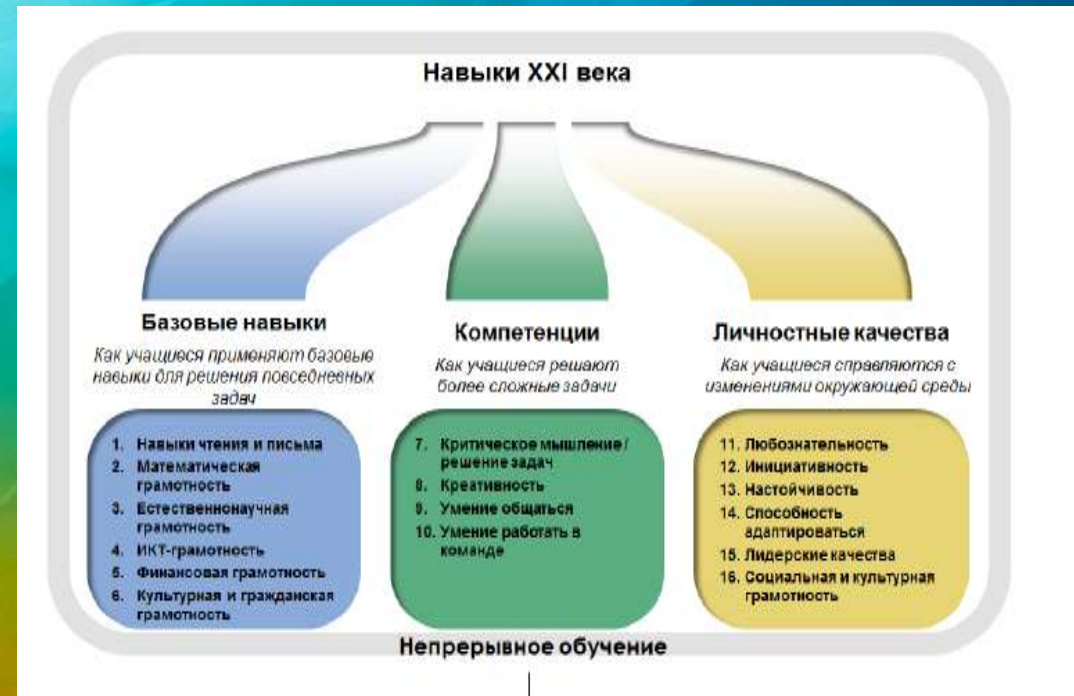 Навыки XXI века
Базовые навыки
Как учащиеся применяют базовые
навыки для решения повседневных
задач
1. Навыки чтения и письма
2. Математическая
грамотность
3. Естественнонаучная
грамотность
4. ИКТ-грамотность
5. Финансовая грамотность
6. Культурная и гражданская
грамотность
Компетенции
Как учащиеся решают
более сложные задачи
7. Критическое мышление /
решение задач
8. Креативность
9. Умение общаться
10. Умение работать в
команде
Личностные качества
Как учащиеся справляются с
изменениями окружающей среды
11. Любознательность
12. Инициативность
13. Настойчивость
14. Способность
адаптироваться
15. Лидерские качества
16. Социальная и культурная
грамотность
Непрерывное обучение